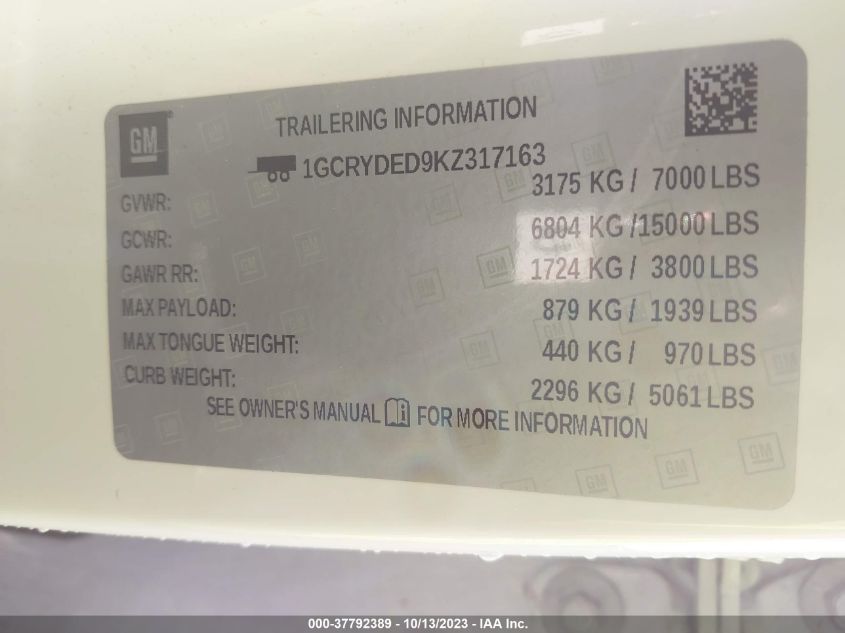 GM
TRAILERING INFORMATION
1GCRYDED9KZ317163
GVWR: 3175 KG / 7000 LBS
GCWR: 6804 KG /15000 LBS
GAWR RR: 1724 KG / 3800 LBS
MAX PAYLOAD: 879 KG / 1939 LBS
MAX TONGUE WEIGHT: 440 KG / 970 LBS
CURB WEIGHT: 2296 KG / 5061 LBS
SEE OWNER'S MANUAL FOR MORE INFORMATION
000-37792389 - 10/13/2023 - IAA Inc.